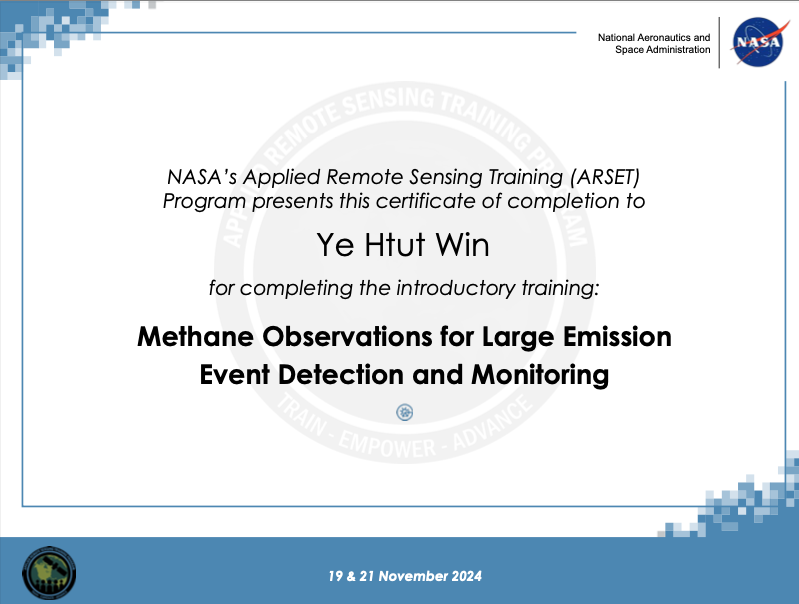 National Aeronautics and
Space Administration
NASA
APPLIED REMOTE SENSING TRAINING PROGRAM
NASA's Applied Remote Sensing Training (ARSET)
Program presents this certificate of completion to
Ye Htut Win
for completing the introductory training:
Methane Observations for Large Emission
Event Detection and Monitoring
TRAIN - EMPOWER - ADVANCE
19 & 21 November 2024